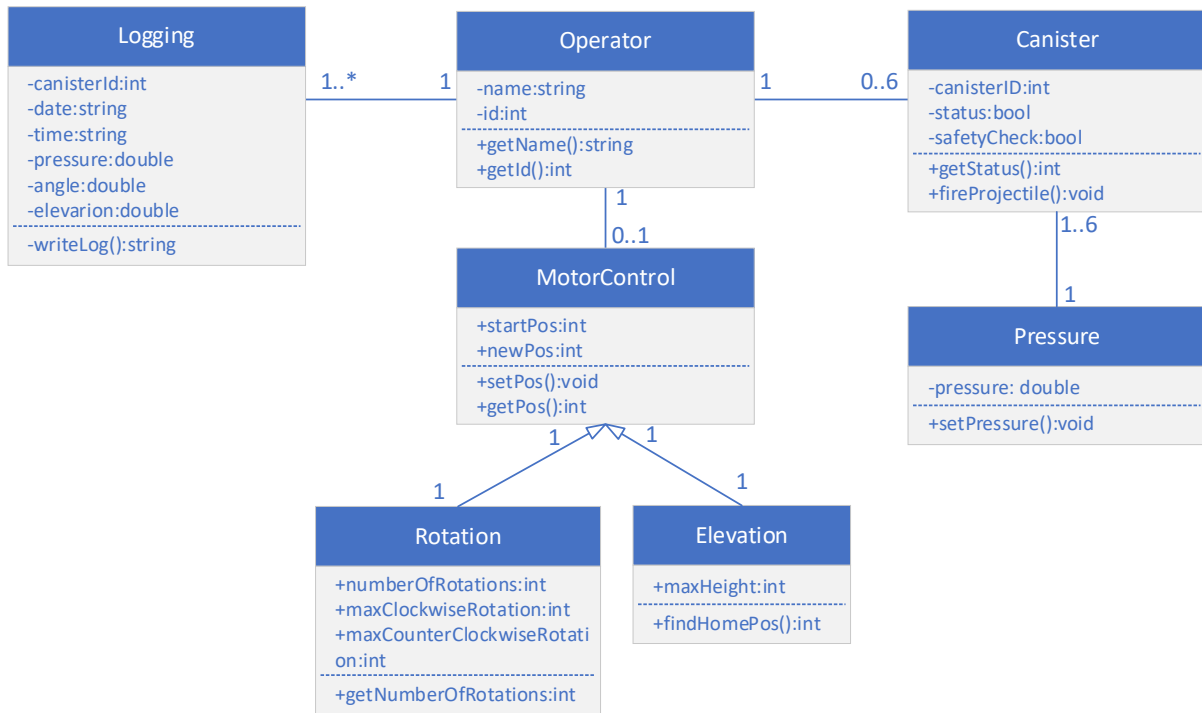 Logging
-canisterId:int
-date:string
-time:string
-pressure:double
-angle:double
-elevarion:double
-writeLog():string
1..*
1
Operator
-name:string
-id:int
+getName():string
+getId():int
1
0..6
Canister
-canisterID:int
-status:bool
-safetyCheck:bool
+getStatus():int
+fireProjectile():void
1
0..1
1..6
1
MotorControl
+startPos:int
+newPos:int
+setPos():void
+getPos():int
Pressure
-pressure: double
+setPressure():void
1
1
1
1
Rotation
+numberOfRotations:int
+maxClockwiseRotation:int
+maxCounterClockwiseRotati
on:int
+getNumberOfRotations:int
Elevation
+maxHeight:int
+findHomePos():int